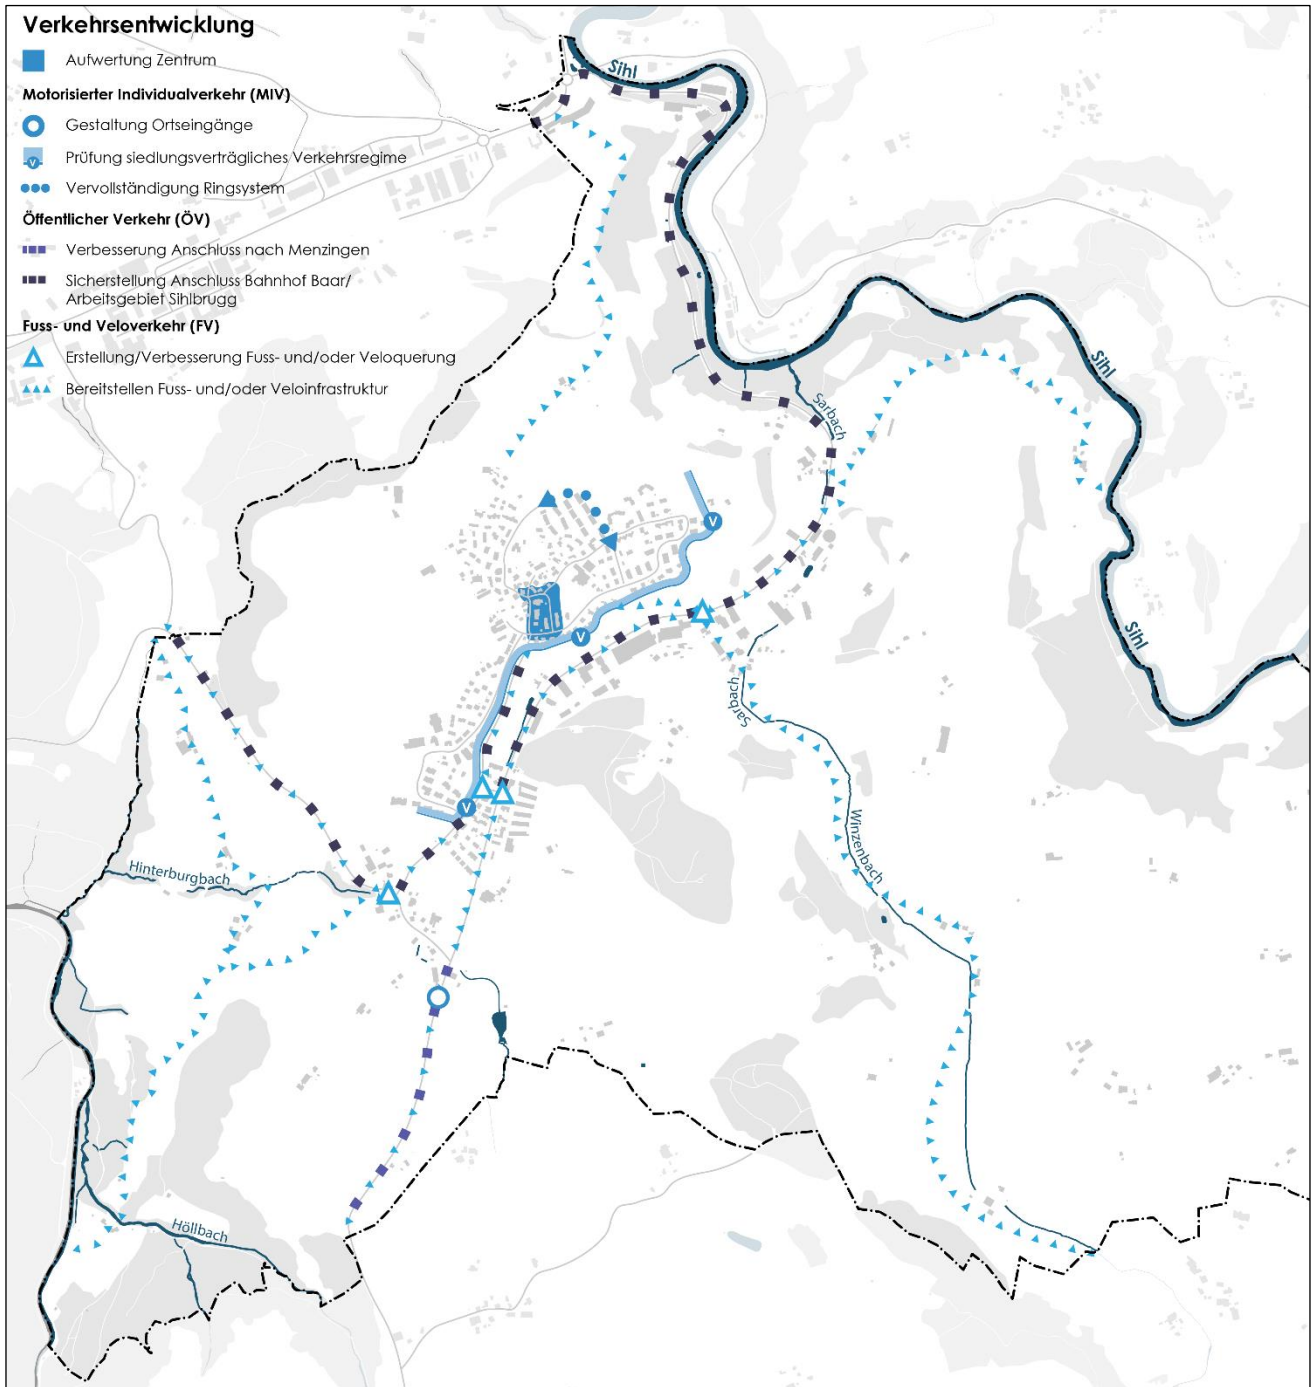 Verkehrsentwicklung
Aufwertung Zentrum
Motorisierter Individualverkehr (MIV)
Gestaltung Ortseingänge
V Prüfung siedlungsverträgliches Verkehrsregime
Vervollständigung Ringsystem
Öffentlicher Verkehr (ÖV)
Verbesserung Anschluss nach Menzingen
Sicherstellung Anschluss Bahnhof Baar/
Arbeitsgebiet Sihlbrugg
Fuss- und Veloverkehr (FV)
Erstellung/Verbesserung Fuss- und/oder Veloquerung
Bereitstellen Fuss- und/oder Veloinfrastruktur
Sihl
Sihl
Sarbach
V
V
Sihl
Sarbach
V
Winzenbach
Hinterburgbach
Höllbach